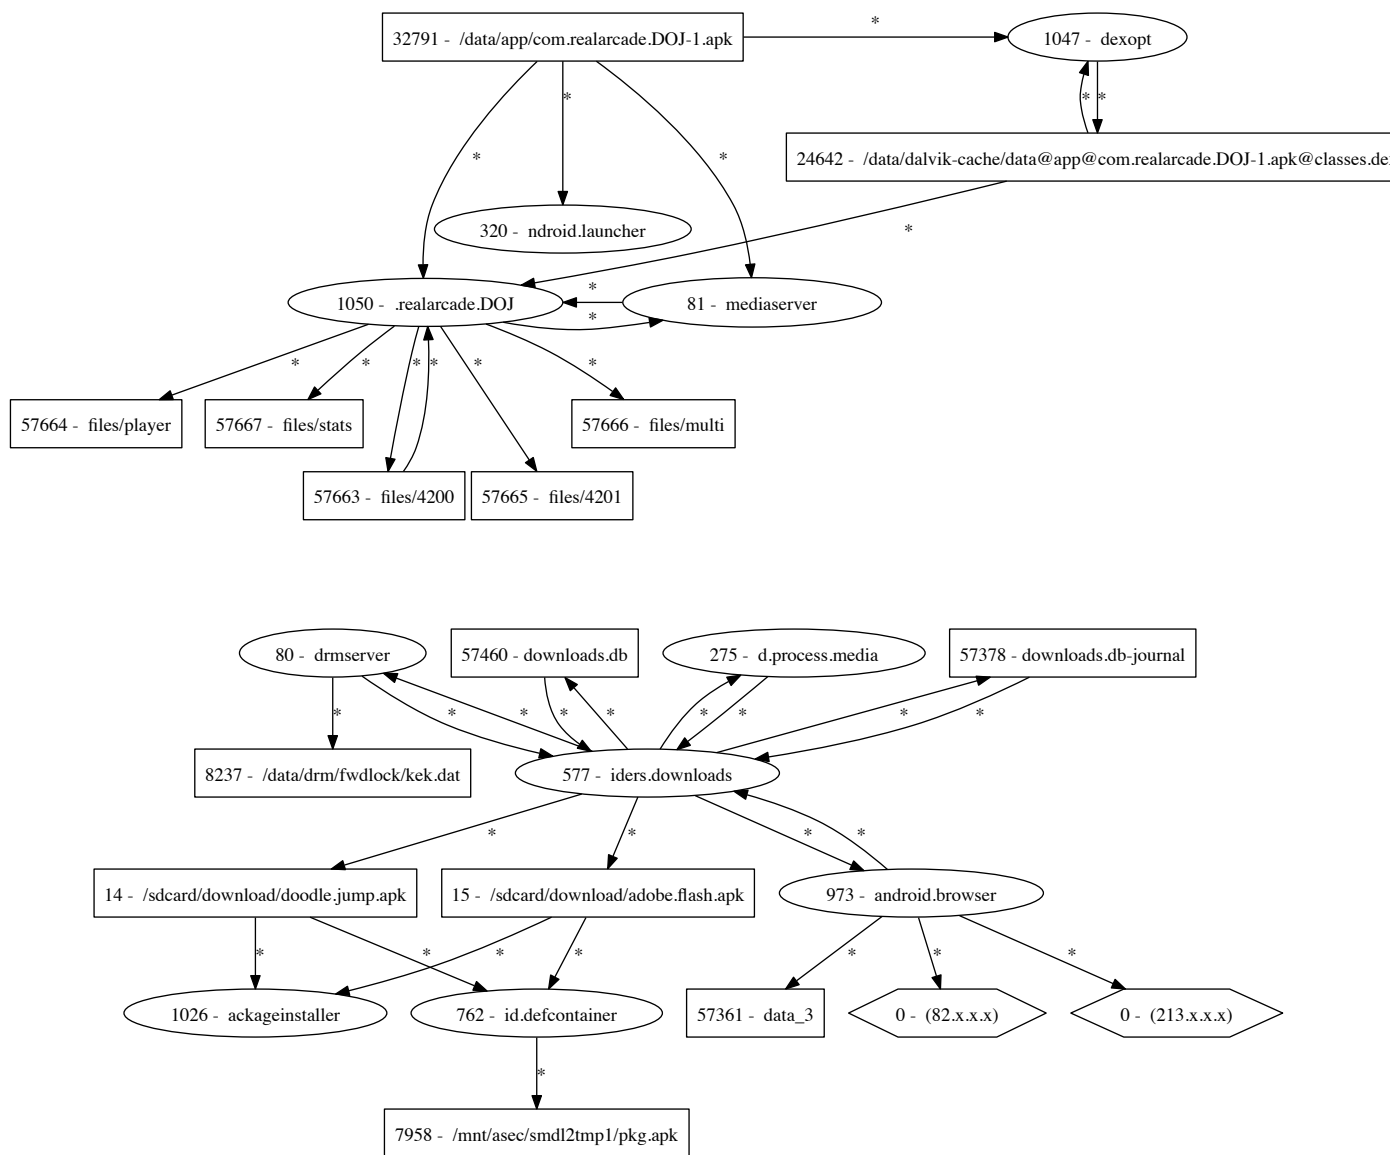 *
32791 - /data/app/com.realarcade.DOJ-1.apk
1047 - dexopt
*
* *
24642 - /data/dalvik-cache/data@app@com.realarcade.DOJ-1.apk@classes.de
*
*
320 - ndroid.launcher
*
1050 - .realarcade.DOJ
*
*
81 - mediaserver
* * * * * *
57664 - files/player
57667 - files/stats
57666 - files/multi
57663 - files/4200
57665 - files/4201
80 - drmserver
57460 - downloads.db
275 - d.process.media
57378 - downloads.db-journal
* * * * * * * * *
8237 - /data/drm/fwdlock/kek.dat
577 - iders.downloads
* * * *
14 - /sdcard/download/doodle.jump.apk
15 - /sdcard/download/adobe.flash.apk
973 - android.browser
* * * * * * *
1026 - ackageinstaller
762 - id.defcontainer
57361 - data_3
0 - (82.x.x.x)
0 - (213.x.x.x)
*
7958 - /mnt/asec/smdl2tmp1/pkg.apk